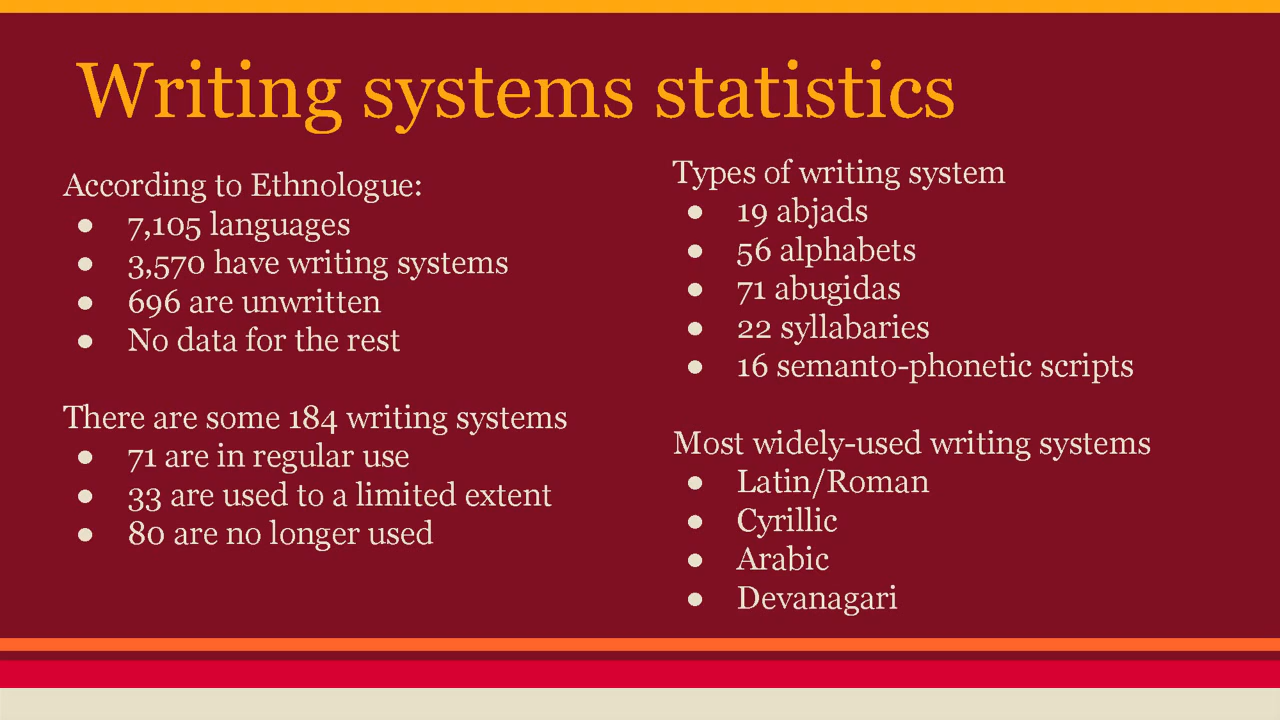 Writing systems statistics
According to Ethnologue:
● 7,105 languages
● 3,570 have writing systems
● 696 are unwritten
● No data for the rest
There are some 184 writing systems
● 71 are in regular use
● 33 are used to a limited extent
● 80 are no longer used
Types of writing system
● 19 abjads
● 56 alphabets
● 71 abugidas
● 22 syllabaries
● 16 semanto-phonetic scripts
Most widely-used writing systems
● Latin/Roman
● Cyrillic
● Arabic
● Devanagari